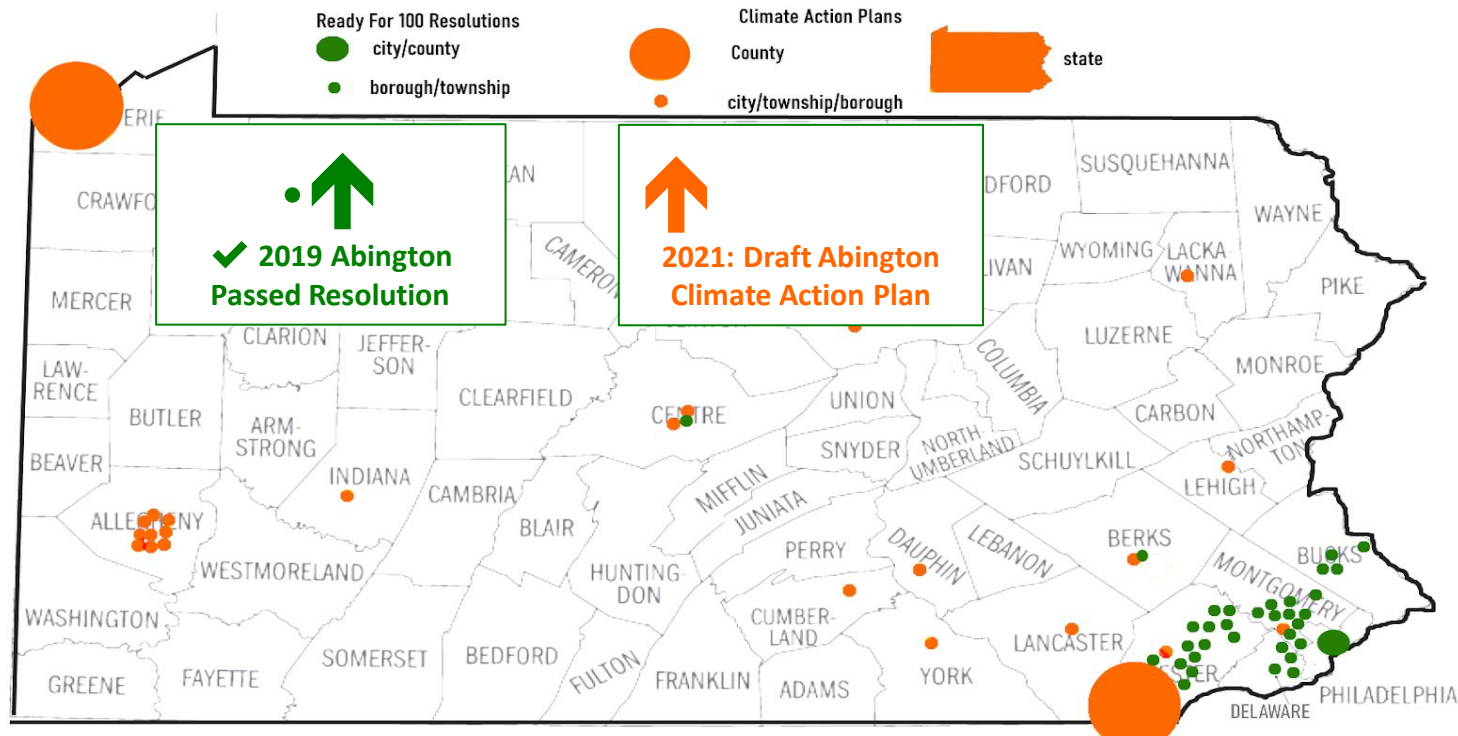 Ready For 100 Resolutions
city/county
borough/township
Climate Action Plans
County
city/township/borough
state
ERIE
CRAWFO
MERCER
LAW-
RENCE
BEAVER
BUTLER
CLARION
ARM-
STRONG
JEFFER-
SON
INDIANA
ALLEGHENY
WASHINGTON
GREENE
FAYETTE
WESTMORELAND
SOMERSET
CAMBRIA
CLEARFIELD
CAMERON
EAN
✔ 2019 Abington
Passed Resolution
2021: Draft Abington
Climate Action Plan
CENTRE
BLAIR
BEDFORD
HUNTING-
DON
FULTON
FRANKLIN
MIFFLIN
JUNIATA
PERRY
CUMBER-
LAND
ADAMS
YORK
UNION
SNYDER
NORTH-
UMBERLAND
COLUMBIA
LIVAN
DFORD
SUSQUEHANNA
WYOMING
LACKA-
WANNA
WAYNE
PIKE
LUZERNE
MONROE
CARBON
SCHUYLKILL
NORTHAMP-
TON
LEHIGH
DAUPHIN
LEBANON
BERKS
LANCASTER
BUCKS
MONTGOMERY
ESTER
DELAWARE
PHILADELPHIA